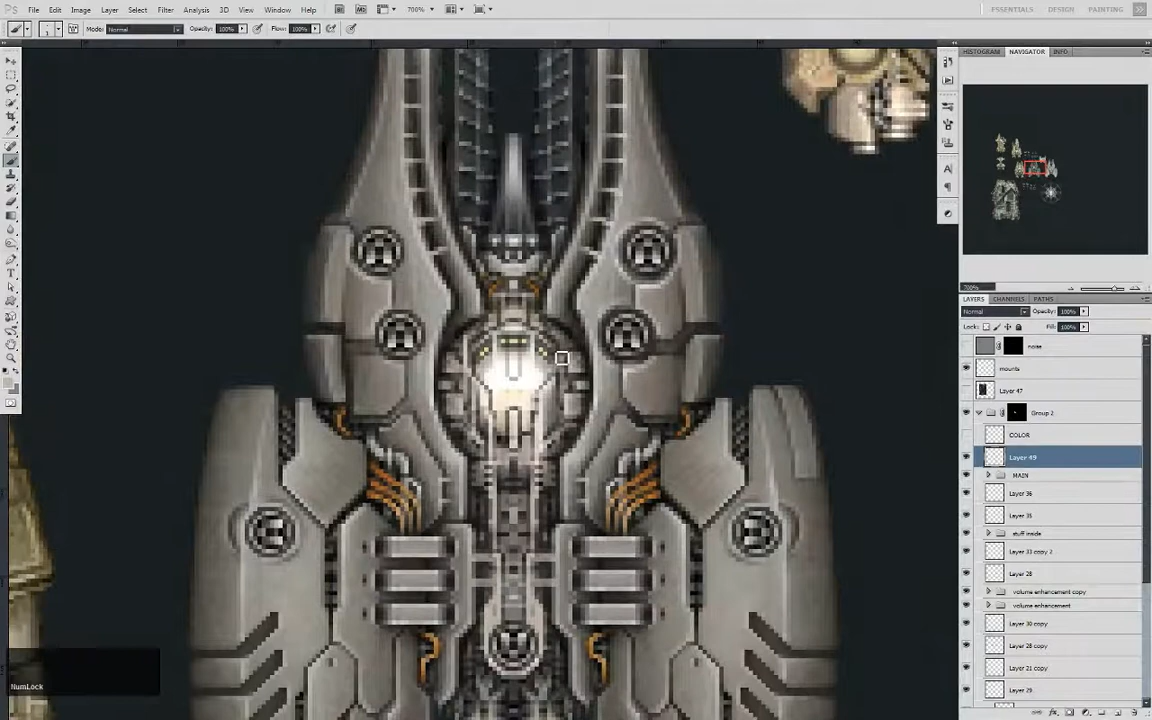 PS File Edit Image Layer Select Filter Analysis 3D View Window Help 700% ESSENTIALS DESIGN PAINTING
Mode: Normal Opacity: 100% Flow: 100%
HISTOGRAM NAVIGATOR INFO
700%
LAYERS CHANNELS PATHS
Normal Opacity: 100%
Lock: Fill: 100%
noise
mounts
Layer 47
Group 2
COLOR
Layer 49
MAIN
Layer 36
Layer 35
stuff inside
Layer 33 copy 2
Layer 28
volume enhancement copy
volume enhancement
Layer 30 copy
Layer 28 copy
Layer 21 copy
Layer 29
NumLock